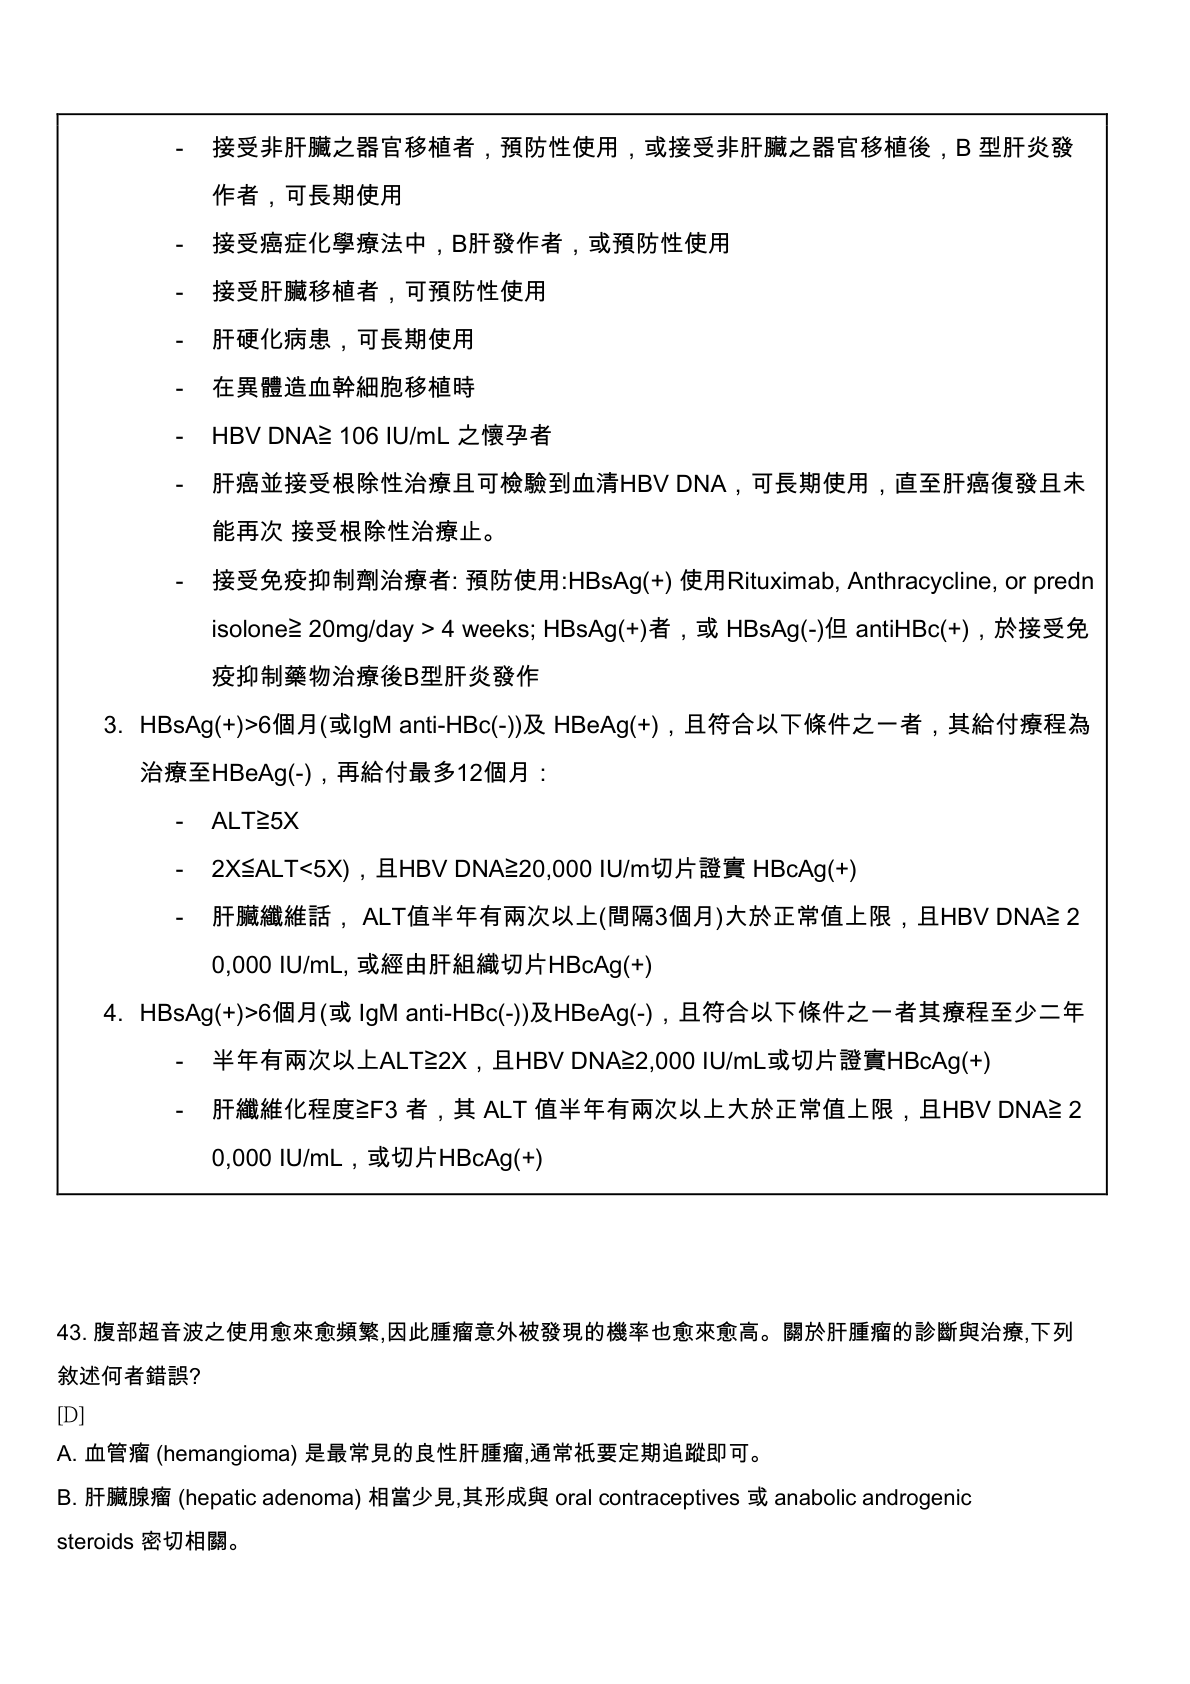 - 接受非肝臟之器官移植者，預防性使用，或接受非肝臟之器官移植後，B 型肝炎發
作者，可長期使用
- 接受癌症化學療法中，B肝發作者，或預防性使用
- 接受肝臟移植者，可預防性使用
- 肝硬化病患，可長期使用
- 在異體造血幹細胞移植時
- HBV DNA≧ 106 IU/mL 之懷孕者
- 肝癌並接受根除性治療且可檢驗到血清HBV DNA，可長期使用，直至肝癌復發且未
能再次 接受根除性治療止。
- 接受免疫抑制劑治療者: 預防使用:HBsAg(+) 使用Rituximab, Anthracycline, or predn
isolone≧ 20mg/day > 4 weeks; HBsAg(+)者，或 HBsAg(-)但 antiHBc(+)，於接受免
疫抑制藥物治療後B型肝炎發作
3. HBsAg(+)>6個月(或IgM anti-HBc(-))及 HBeAg(+)，且符合以下條件之一者，其給付療程為
治療至HBeAg(-)，再給付最多12個月：
- ALT≧5X
- 2X≦ALT<5X)，且HBV DNA≧20,000 IU/m切片證實 HBcAg(+)
- 肝臟纖維話， ALT值半年有兩次以上(間隔3個月)大於正常值上限，且HBV DNA≧ 2
0,000 IU/mL, 或經由肝組織切片HBcAg(+)
4. HBsAg(+)>6個月(或 IgM anti-HBc(-))及HBeAg(-)，且符合以下條件之一者其療程至少二年
- 半年有兩次以上ALT≧2X，且HBV DNA≧2,000 IU/mL或切片證實HBcAg(+)
- 肝纖維化程度≧F3 者，其 ALT 值半年有兩次以上大於正常值上限，且HBV DNA≧ 2
0,000 IU/mL，或切片HBcAg(+)
43. 腹部超音波之使用愈來愈頻繁,因此腫瘤意外被發現的機率也愈來愈高。關於肝腫瘤的診斷與治療,下列
敘述何者錯誤?
[D]
A. 血管瘤 (hemangioma) 是最常見的良性肝腫瘤,通常祇要定期追蹤即可。
B. 肝臟腺瘤 (hepatic adenoma) 相當少見,其形成與 oral contraceptives 或 anabolic androgenic
steroids 密切相關。